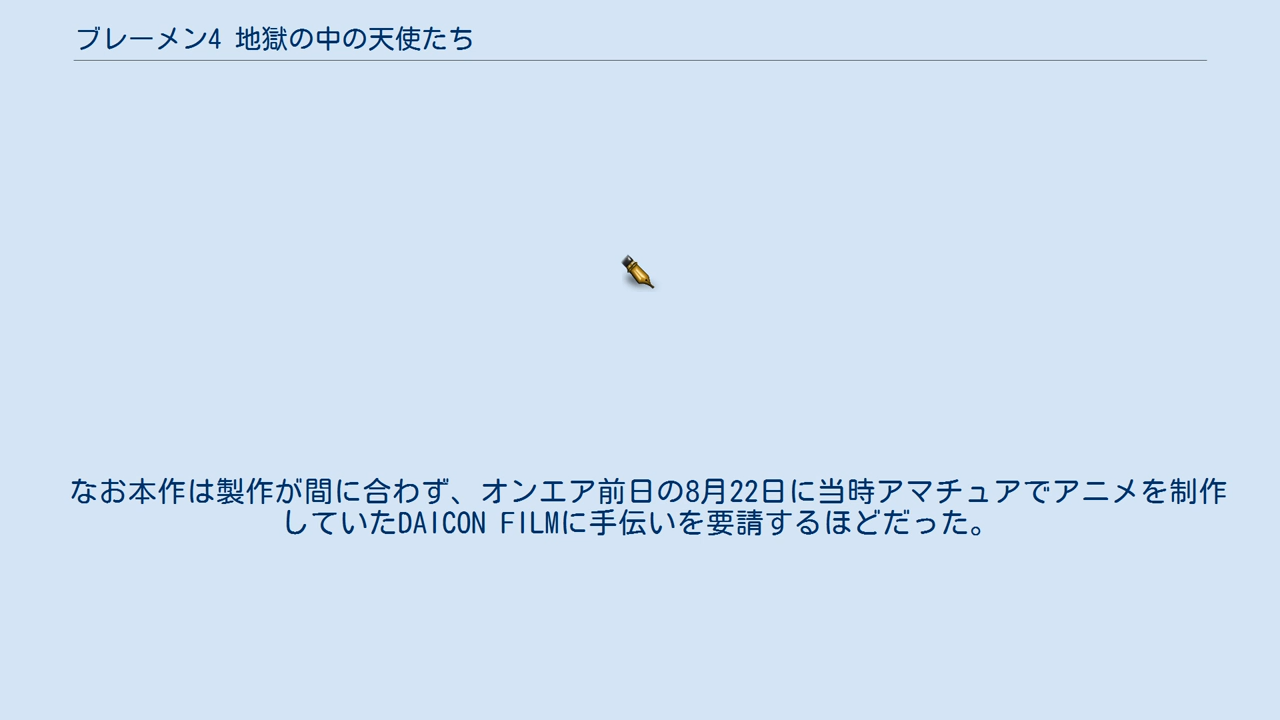 ブレーメン4 地獄の中の天使たち
なお本作は製作が間に合わず、オンエア前日の8月22日に当時アマチュアでアニメを制作
していたDAICON FILMに手伝いを要請するほどだった。